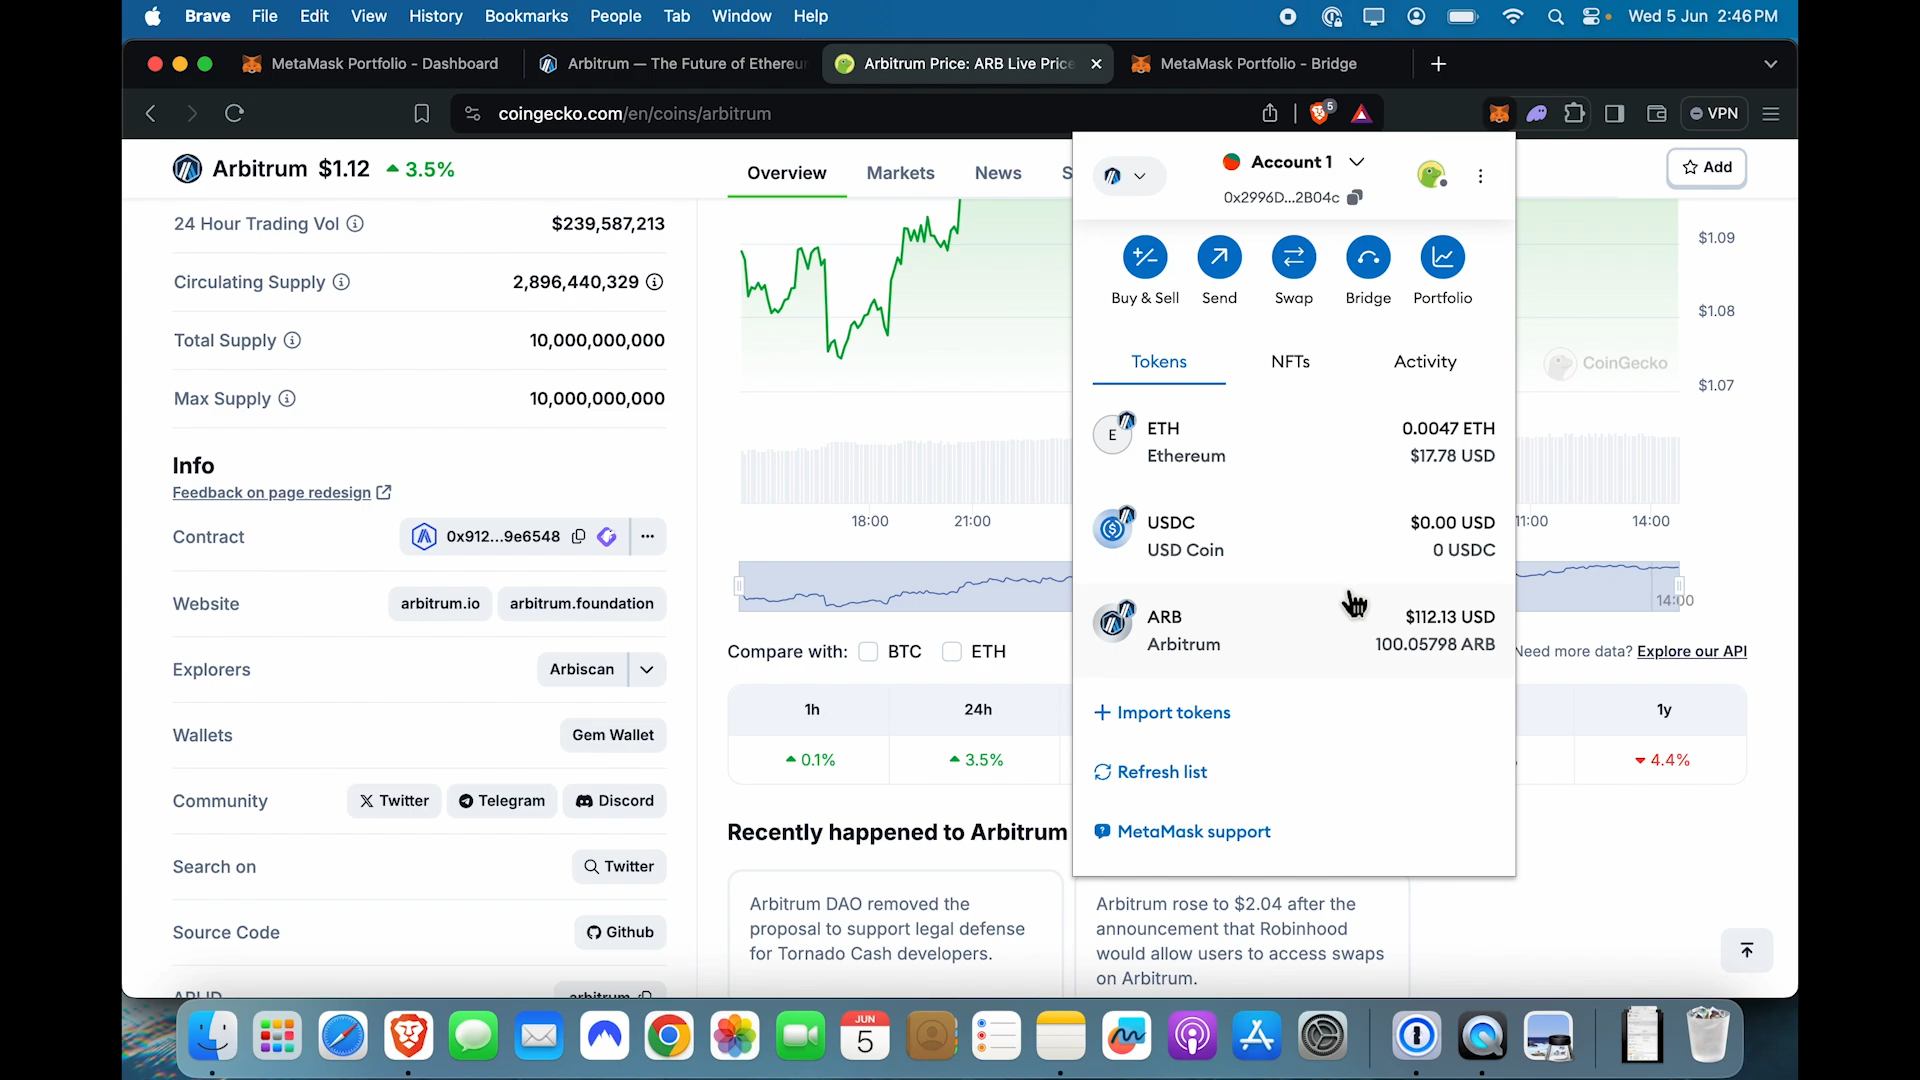 Brave File Edit View History Bookmarks People Tab Window Help
Wed 5 Jun 2:46 PM
MetaMask Portfolio - Dashboard
Arbitrum — The Future of Ethereu
Arbitrum Price: ARB Live Price
MetaMask Portfolio - Bridge
coingecko.com/en/coins/arbitrum
5
VPN
Arbitrum $1.12 3.5%
Overview
Markets
News
S
Add
24 Hour Trading Vol $239,587,213
Circulating Supply 2,896,440,329
Total Supply 10,000,000,000
Max Supply 10,000,000,000
Info
Feedback on page redesign
Contract 0x912...9e6548
Website arbitrum.io arbitrum.foundation
Explorers Arbiscan
Wallets Gem Wallet
Community Twitter Telegram Discord
Search on Twitter
Source Code Github
API ID arbitrum
$1.09
$1.08
$1.07
CoinGecko
18:00
21:00
11:00
14:00
14:00
Compare with: BTC ETH
Need more data? Explore our API
1h
24h
1y
0.1%
3.5%
4.4%
Recently happened to Arbitrum
Arbitrum DAO removed the
proposal to support legal defense
for Tornado Cash developers.
Arbitrum rose to $2.04 after the
announcement that Robinhood
would allow users to access swaps
on Arbitrum.
Account 1
0x2996D...2B04c
Buy & Sell
Send
Swap
Bridge
Portfolio
Tokens
NFTs
Activity
E
ETH 0.0047 ETH
Ethereum $17.78 USD
USDC $0.00 USD
USD Coin 0 USDC
ARB $112.13 USD
Arbitrum 100.05798 ARB
Import tokens
Refresh list
MetaMask support
JUN
5